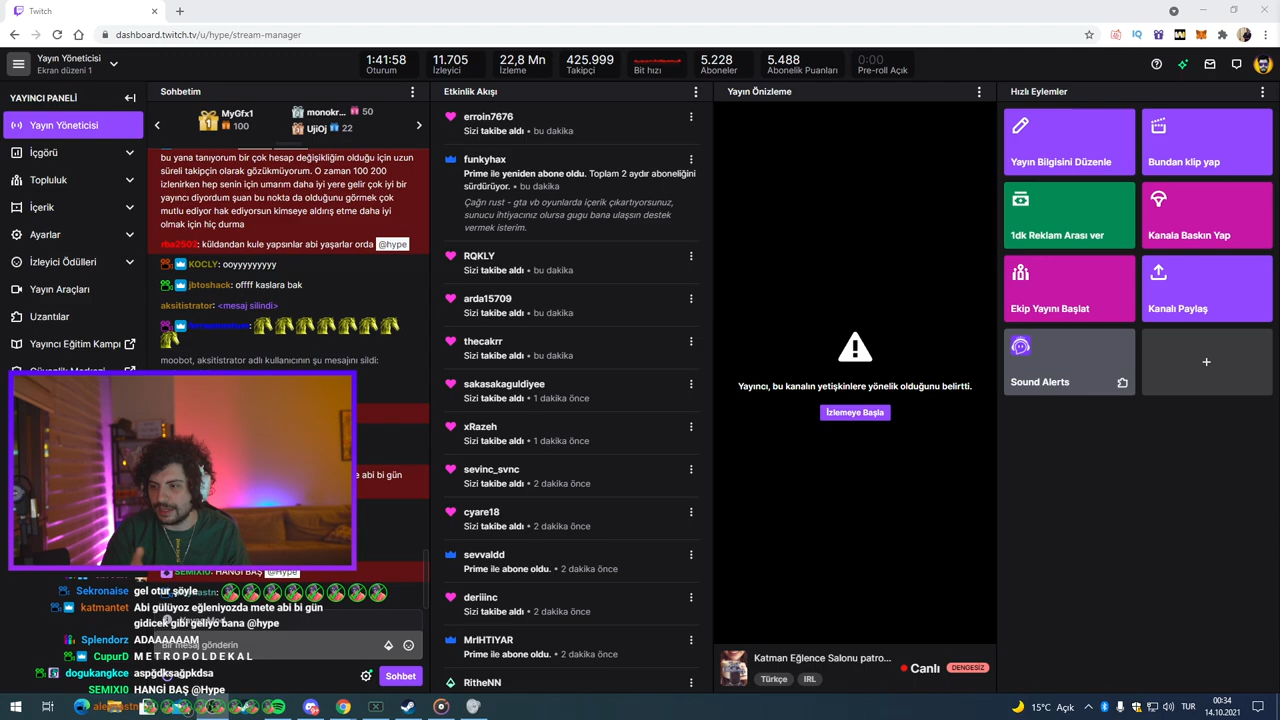 Twitch
dashboard.twitch.tv/u/hype/stream-manager
Yayın Yöneticisi
Ekran düzeni 1
1:41:58
Oturum
11.705
İzleyici
22,8 Mn
İzleme
425.999
Takipçi
Bit hızı
5.228
Aboneler
5.488
Abonelik Puanları
0:00
Pre-roll Açık
YAYINCI PANELİ
Yayın Yöneticisi
İçgörü
Topluluk
İçerik
Ayarlar
İzleyici Ödülleri
Yayın Araçları
Uzantılar
Yayıncı Eğitim Kampı
Güvenlik Merkezi
Sohbetim
MyGfx1
100
monokr... 50
UjiOj 22
bu yana tanıyorum bir çok hesap değişikliğim olduğu için uzun
süreli takipçin olarak gözükmüyorum. O zaman 100 200
izlenirken hep senin için umarım daha iyi yere gelir çok iyi bir
yayıncı diyordum şuan bu nokta da olduğunu görmek çok
mutlu ediyor hak ediyorsun kimseye aldırış etme daha iyi
olmak için hiç durma
rba2502: küldandan kule yapsınlar abi yaşarlar orda @hype
KOCLY: ooyyyyyyyyy
jbtoshack: offff kaslara bak
aksitistrator: <mesaj silindi>
moobot, aksitistrator adlı kullanıcının şu mesajını sildi:
e abi bi gün
SEMIXI0: HANGİ BAŞ @Hype
Sekronaise gel otur şöyle
katmantet Abi gülüyoz eğleniyozda mete abi bi gün
gidicek gibi geliyo bana @hype
Splendorz ADAAAAAAM
Bir mesaj gönderin
CupurD M E T R O P O L D E K A L
dogukangkce aspğdksağpkdsa
Sohbet
SEMIXI0 HANGİ BAŞ @Hype
Etkinlik Akışı
erroin7676
Sizi takibe aldı • bu dakika
funkyhax
Prime ile yeniden abone oldu. Toplam 2 aydır aboneliğini
sürdürüyor. • bu dakika
Çağrı rust - gta vb oyunlarda içerik çıkartıyorsunuz,
sunucu ihtiyacınız olursa gugu bana ulaşsın destek
vermek isterim.
RQKLY
Sizi takibe aldı • bu dakika
arda15709
Sizi takibe aldı • bu dakika
thecakrr
Sizi takibe aldı • bu dakika
sakasakaguldiyee
Sizi takibe aldı • 1 dakika önce
xRazeh
Sizi takibe aldı • 1 dakika önce
sevinc_svnc
Sizi takibe aldı • 2 dakika önce
cyare18
Sizi takibe aldı • 2 dakika önce
sevvaldd
Prime ile abone oldu. • 2 dakika önce
deriiinc
Sizi takibe aldı • 2 dakika önce
MrIHTIYAR
Prime ile abone oldu. • 2 dakika önce
RitheNN
Yayın Önizleme
Yayıncı, bu kanalın yetişkinlere yönelik olduğunu belirtti.
İzlemeye Başla
Katman Eğlence Salonu patro...
Türkçe
IRL
Canlı
DENGESİZ
Hızlı Eylemler
Yayın Bilgisini Düzenle
Bundan klip yap
1dk Reklam Arası ver
Kanala Baskın Yap
Ekip Yayını Başlat
Kanalı Paylaş
Sound Alerts
15°C Açık
TUR
00:34
14.10.2021